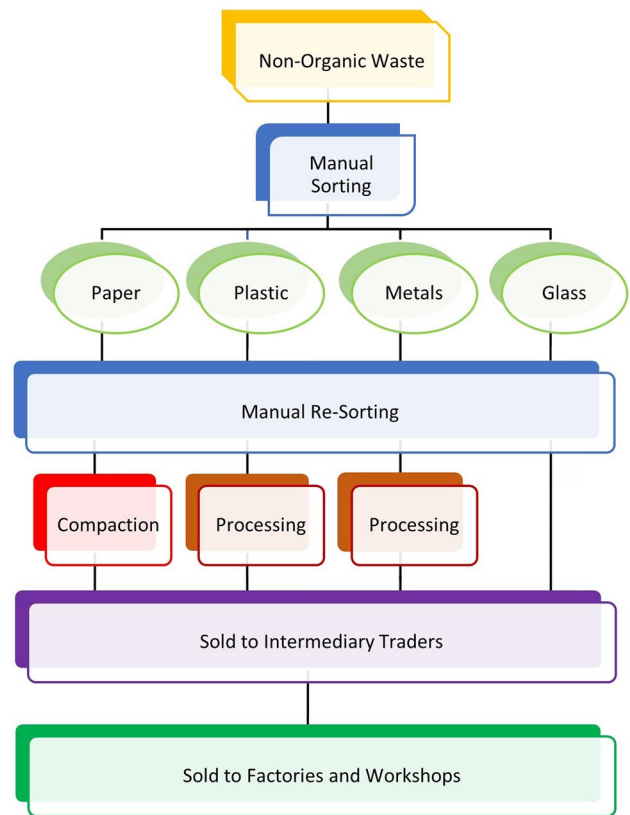 Non-Organic Waste
Manual
Sorting
Paper
Plastic
Metals
Glass
Manual Re-Sorting
Compaction
Processing
Processing
Sold to Intermediary Traders
Sold to Factories and Workshops